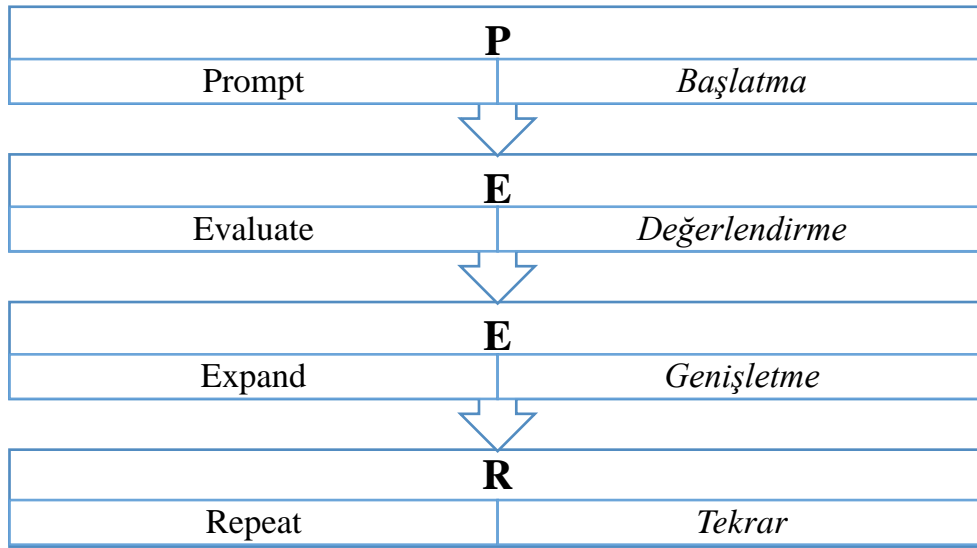 P
Prompt Başlatma
E
Evaluate Değerlendirme
E
Expand Genişletme
R
Repeat Tekrar